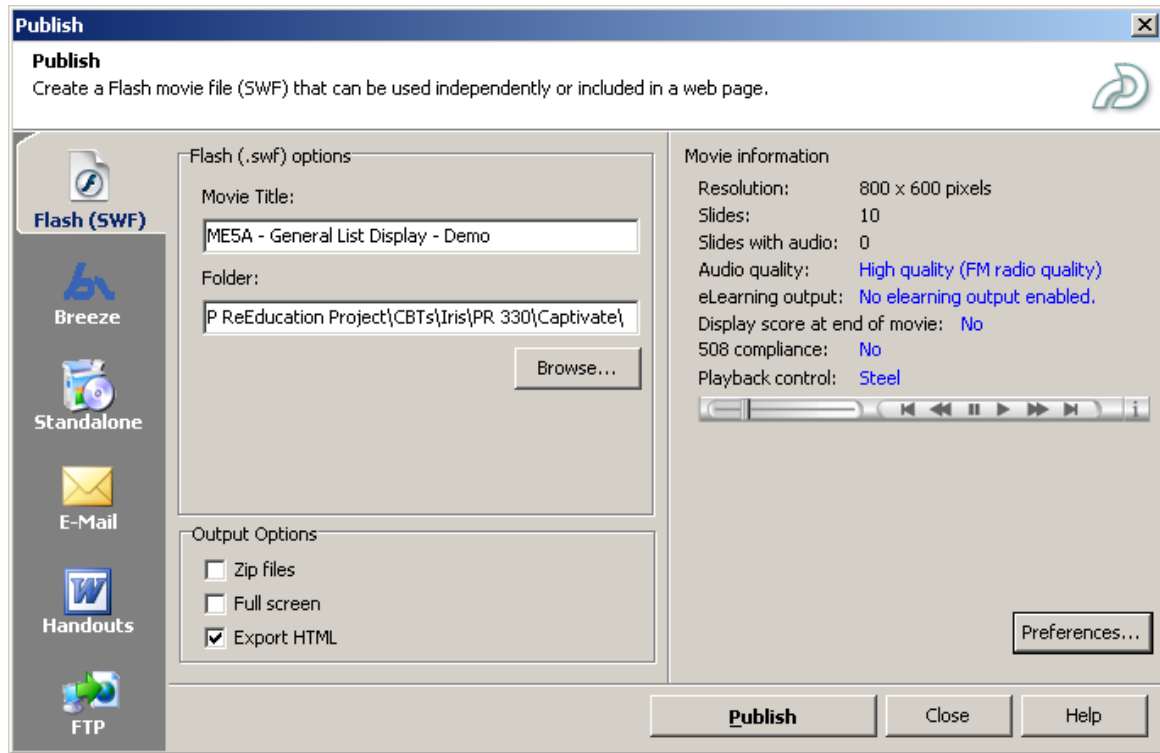 Publish
Publish
Create a Flash movie file (SWF) that can be used independently or included in a web page.
Flash (SWF)
Breeze
Standalone
E-Mail
Handouts
FTP
Flash (.swf) options
Movie Title:
ME5A - General List Display - Demo
Folder:
P ReEducation Project\CBTs\Iris\PR 330\Captivate\
Browse...
Output Options
Zip files
Full screen
Export HTML
Movie information
Resolution: 800 x 600 pixels
Slides: 10
Slides with audio: 0
Audio quality: High quality (FM radio quality)
eLearning output: No elearning output enabled.
Display score at end of movie: No
508 compliance: No
Playback control: Steel
i
Preferences...
Publish Close Help